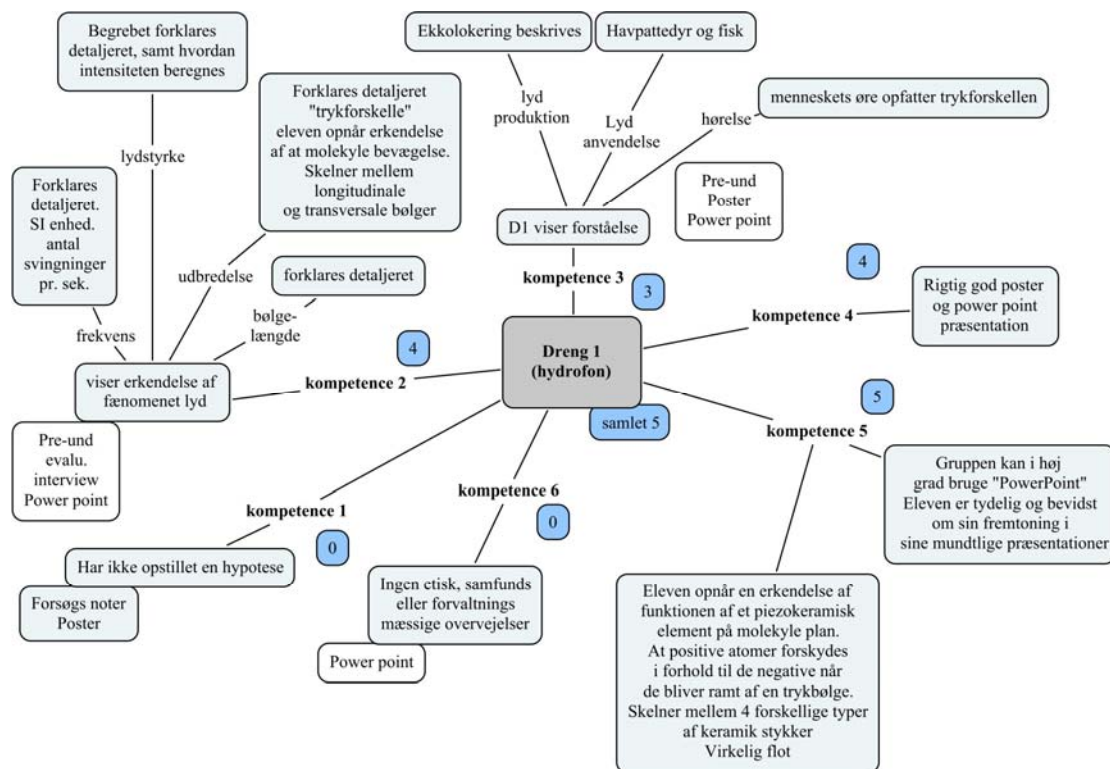 Begrebet forklares
detaljeret, samt hvordan
intensiteten beregnes
Ekkolokering beskrives
Havpattedyr og fisk
Forklares detaljeret
"trykforskelle"
eleven opnår erkendelse
af at molekyle bevægelse.
Skelner mellem
longitudinale
og transversale bølger
lyd
produktion
Lyd
anvendelse
hørelse
menneskets øre opfatter trykforskellen
lydstyrke
Forklares
detaljeret.
SI enhed.
antal
svingninger
pr. sek.
Pre-und
Poster
Power point
D1 viser forståelse
udbredelse
forklares detaljeret
kompetence 3
3
4
frekvens
bølge-
længde
kompetence 4
Rigtig god poster
og power point
præsentation
4
Dreng 1
(hydrofon)
viser erkendelse af
fænomenet lyd
kompetence 2
samlet 5
5
kompetence 5
Pre-und
evalu.
interview
Power point
Gruppen kan i høj
grad bruge "PowerPoint"
Eleven er tydelig og bevidst
om sin fremtoning i
sine mundtlige præsentationer
kompetence 1
0
kompetence 6
0
Har ikke opstillet en hypotese
Forsøgs noter
Poster
Ingen etisk, samfunds
eller forvaltnings
mæssige overvejelser
Power point
Eleven opnår en erkendelse af
funktionen af et piezokeramisk
element på molekyle plan.
At positive atomer forskydes
i forhold til de negative når
de bliver ramt af en trykbølge.
Skelner mellem 4 forskellige typer
af keramik stykker
Virkelig flot